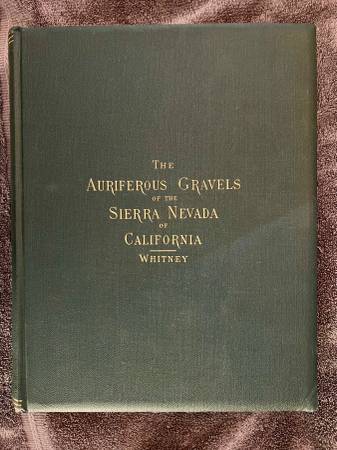 The
Auriferous Gravels
of the
Sierra Nevada
of
California
Whitney